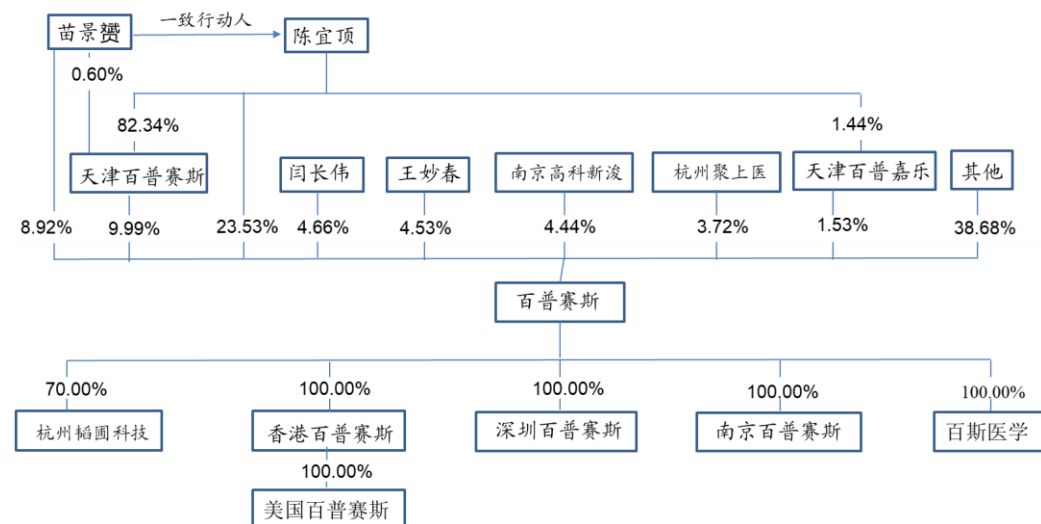 苗景赟
一致行动人
陈宜顶
0.60%
82.34%
1.44%
天津百普赛斯
闫长伟
王妙春
南京高科新浚
杭州聚上医
天津百普嘉乐
其他
8.92%
9.99%
23.53%
4.66%
4.53%
4.44%
3.72%
1.53%
38.68%
百普赛斯
70.00%
100.00%
100.00%
100.00%
100.00%
杭州韬圃科技
香港百普赛斯
深圳百普赛斯
南京百普赛斯
百斯医学
100.00%
美国百普赛斯